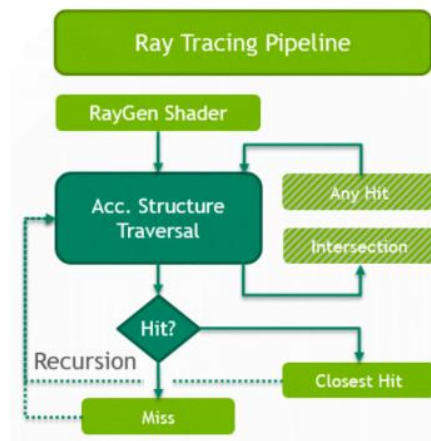 Ray Tracing Pipeline
RayGen Shader
Acc. Structure
Traversal
Any Hit
Intersection
Hit?
Recursion
Closest Hit
Miss